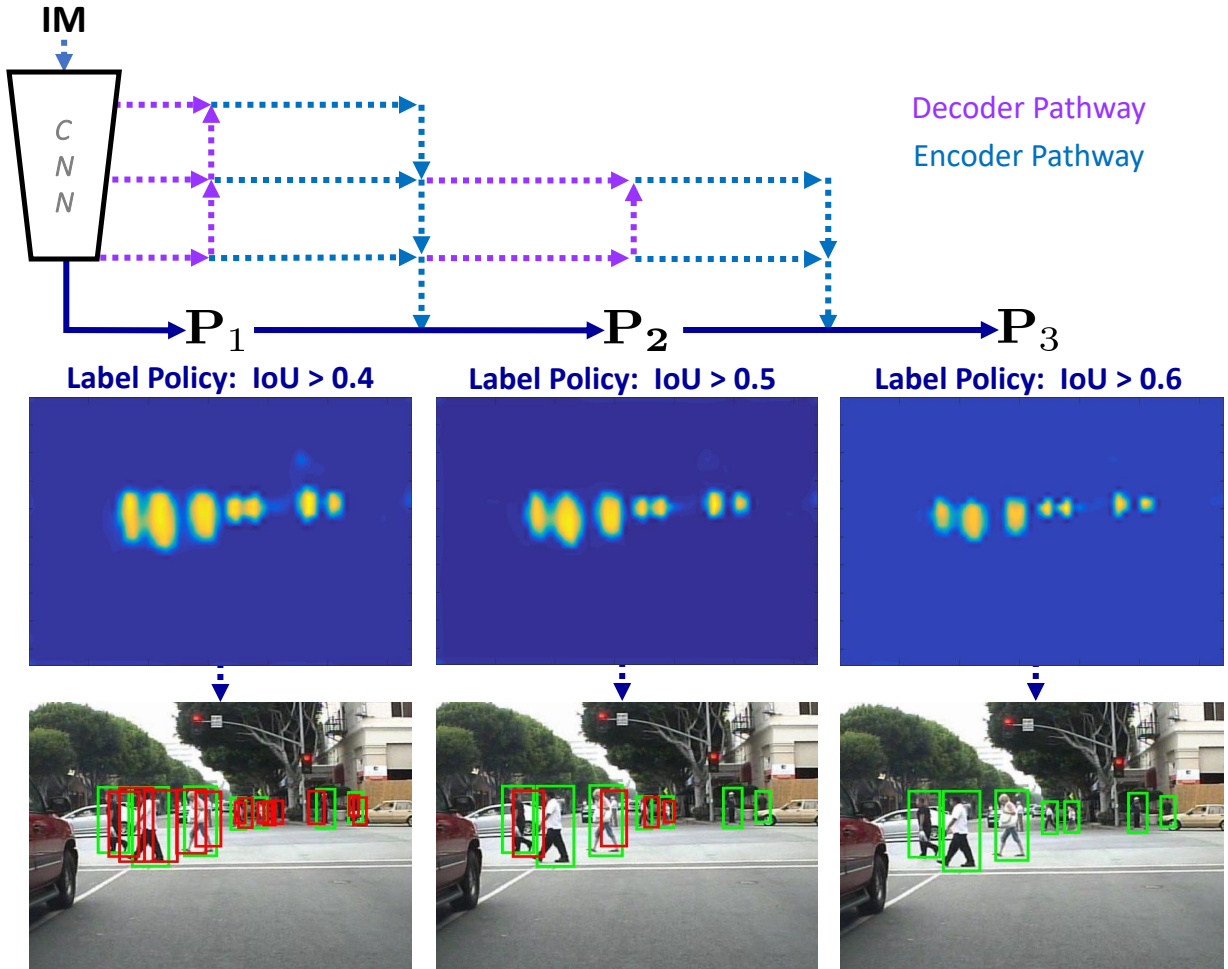 IM
C
N
N
Decoder Pathway
Encoder Pathway
P₁
P₂
P₃
Label Policy: IoU > 0.4
Label Policy: IoU > 0.5
Label Policy: IoU > 0.6